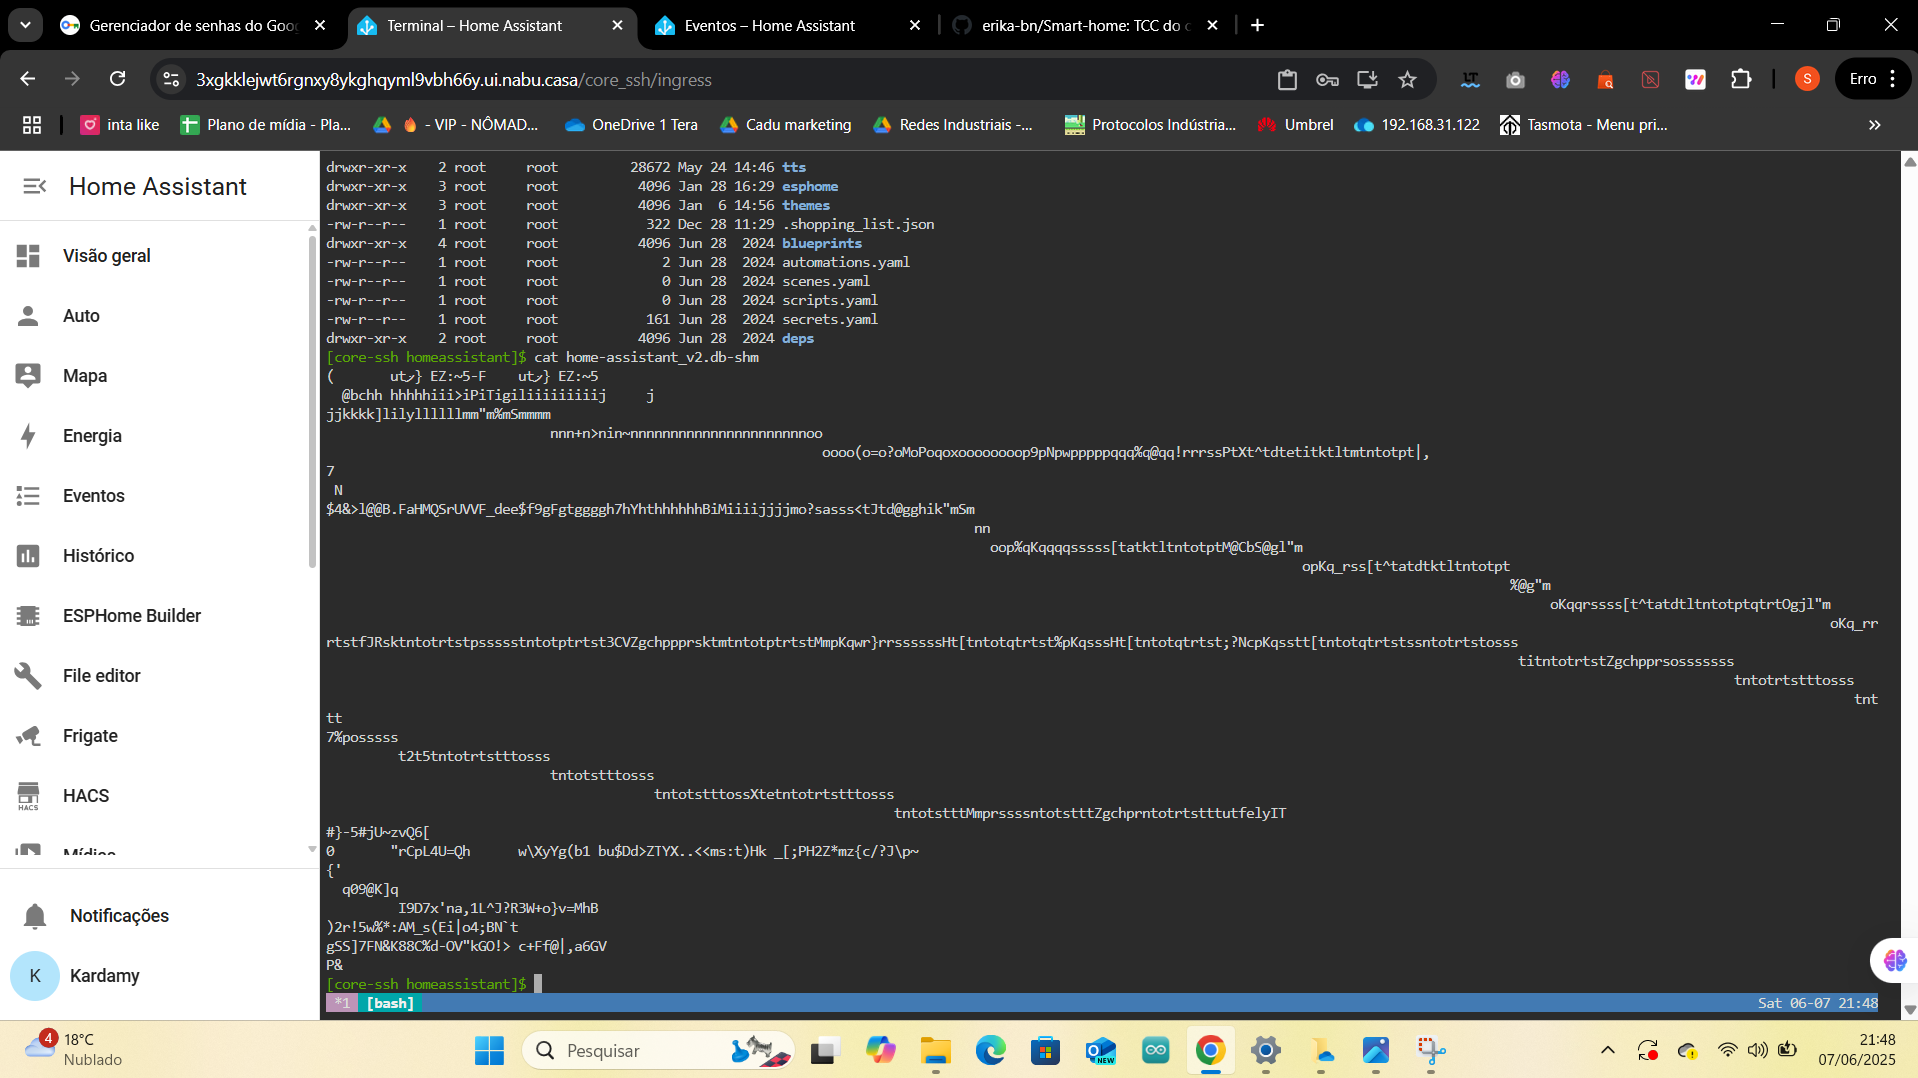 Gerenciador de senhas do Goo
Terminal – Home Assistant
Eventos – Home Assistant
erika-bn/Smart-home: TCC do c
3xgkklejwt6rgnxy8ykghqyml9vbh66y.ui.nabu.casa/core_ssh/ingress
S
Erro
inta like
Plano de mídia - Pla...
- VIP - NÔMAD...
OneDrive 1 Tera
Cadu marketing
Redes Industriais -...
Protocolos Indústria...
Umbrel
192.168.31.122
Tasmota - Menu pri...
Home Assistant
Visão geral
Auto
Mapa
Energia
Eventos
Histórico
ESPHome Builder
File editor
Frigate
HACS
Mídias
Notificações
K
Kardamy
drwxr-xr-x 2 root root 28672 May 24 14:46 tts
drwxr-xr-x 3 root root 4096 Jan 28 16:29 esphome
drwxr-xr-x 3 root root 4096 Jan 6 14:56 themes
-rw-r--r-- 1 root root 322 Dec 28 11:29 .shopping_list.json
drwxr-xr-x 4 root root 4096 Jun 28 2024 blueprints
-rw-r--r-- 1 root root 2 Jun 28 2024 automations.yaml
-rw-r--r-- 1 root root 0 Jun 28 2024 scenes.yaml
-rw-r--r-- 1 root root 0 Jun 28 2024 scripts.yaml
-rw-r--r-- 1 root root 161 Jun 28 2024 secrets.yaml
drwxr-xr-x 2 root root 4096 Jun 28 2024 deps
[core-ssh homeassistant]$ cat home-assistant_v2.db-shm
@bchh hhhhhiii>iPiTigiliiiiiiiiij j
jjkkkk]lilyllllllmm"m%mSmmmm
nnn+n>nin~nnnnnnnnnnnnnnnnnnnnnnoo
oooo(o=o?oMoPoqoxoooooooop9pNpwpppppqqq%q@qq!rrrssPtXt^tdtetitktltmtntotpt|,
7
N
$4&>l@@B.FaHMQSrUVVF_dee$f9gFgtggggh7hYhthhhhhhBiMiiiijjjjmo?sasss<tJtd@gghik"mSm
nn
oop%qKqqqqsssss[tatktltntotptM@CbS@gl"m
opKq_rss[t^tatdtktltntotpt
%@g"m
oKqqrssss[t^tatdtltntotptqtrtOgjl"m
oKq_rr
rtstfJRsktntotrtstpssssstntotptrtst3CVZgchppprsktmtntotptrtstMmpKqwr}rrssssssHt[tntotqtrtst%pKqsssHt[tntotqtrtst;?NcpKqsstt[tntotqtrtstssntotrtstosss
titntotrtstZgchpprsosssssss
tntotrtstttosss
tnt
tt
7%posssss
t2t5tntotrtstttosss
tntotstttosss
tntotstttossXtetntotrtstttosss
tntotstttMmprssssntotstttZgchprntotrtstttutfelyIT
#}-5#jU~zvQ6[
0 "rCpL4U=Qh w\XyYg(b1 bu$Dd>ZTYX..<<ms:t)Hk _[;PH2Z*mz{c/?J\p~
{'
q09@K]q
I9D7x'na,1L^J?R3W+o}v=MhB
)2r!5w%*:AM_s(Ei|o4;BN`t
gSS]7FN&K88C%d-OV"kGO!> c+Ff@|,a6GV
P&
[core-ssh homeassistant]$
*1 [bash]
Sat 06-07 21:48
4
18°C
Nublado
Pesquisar
NEW
21:48
07/06/2025